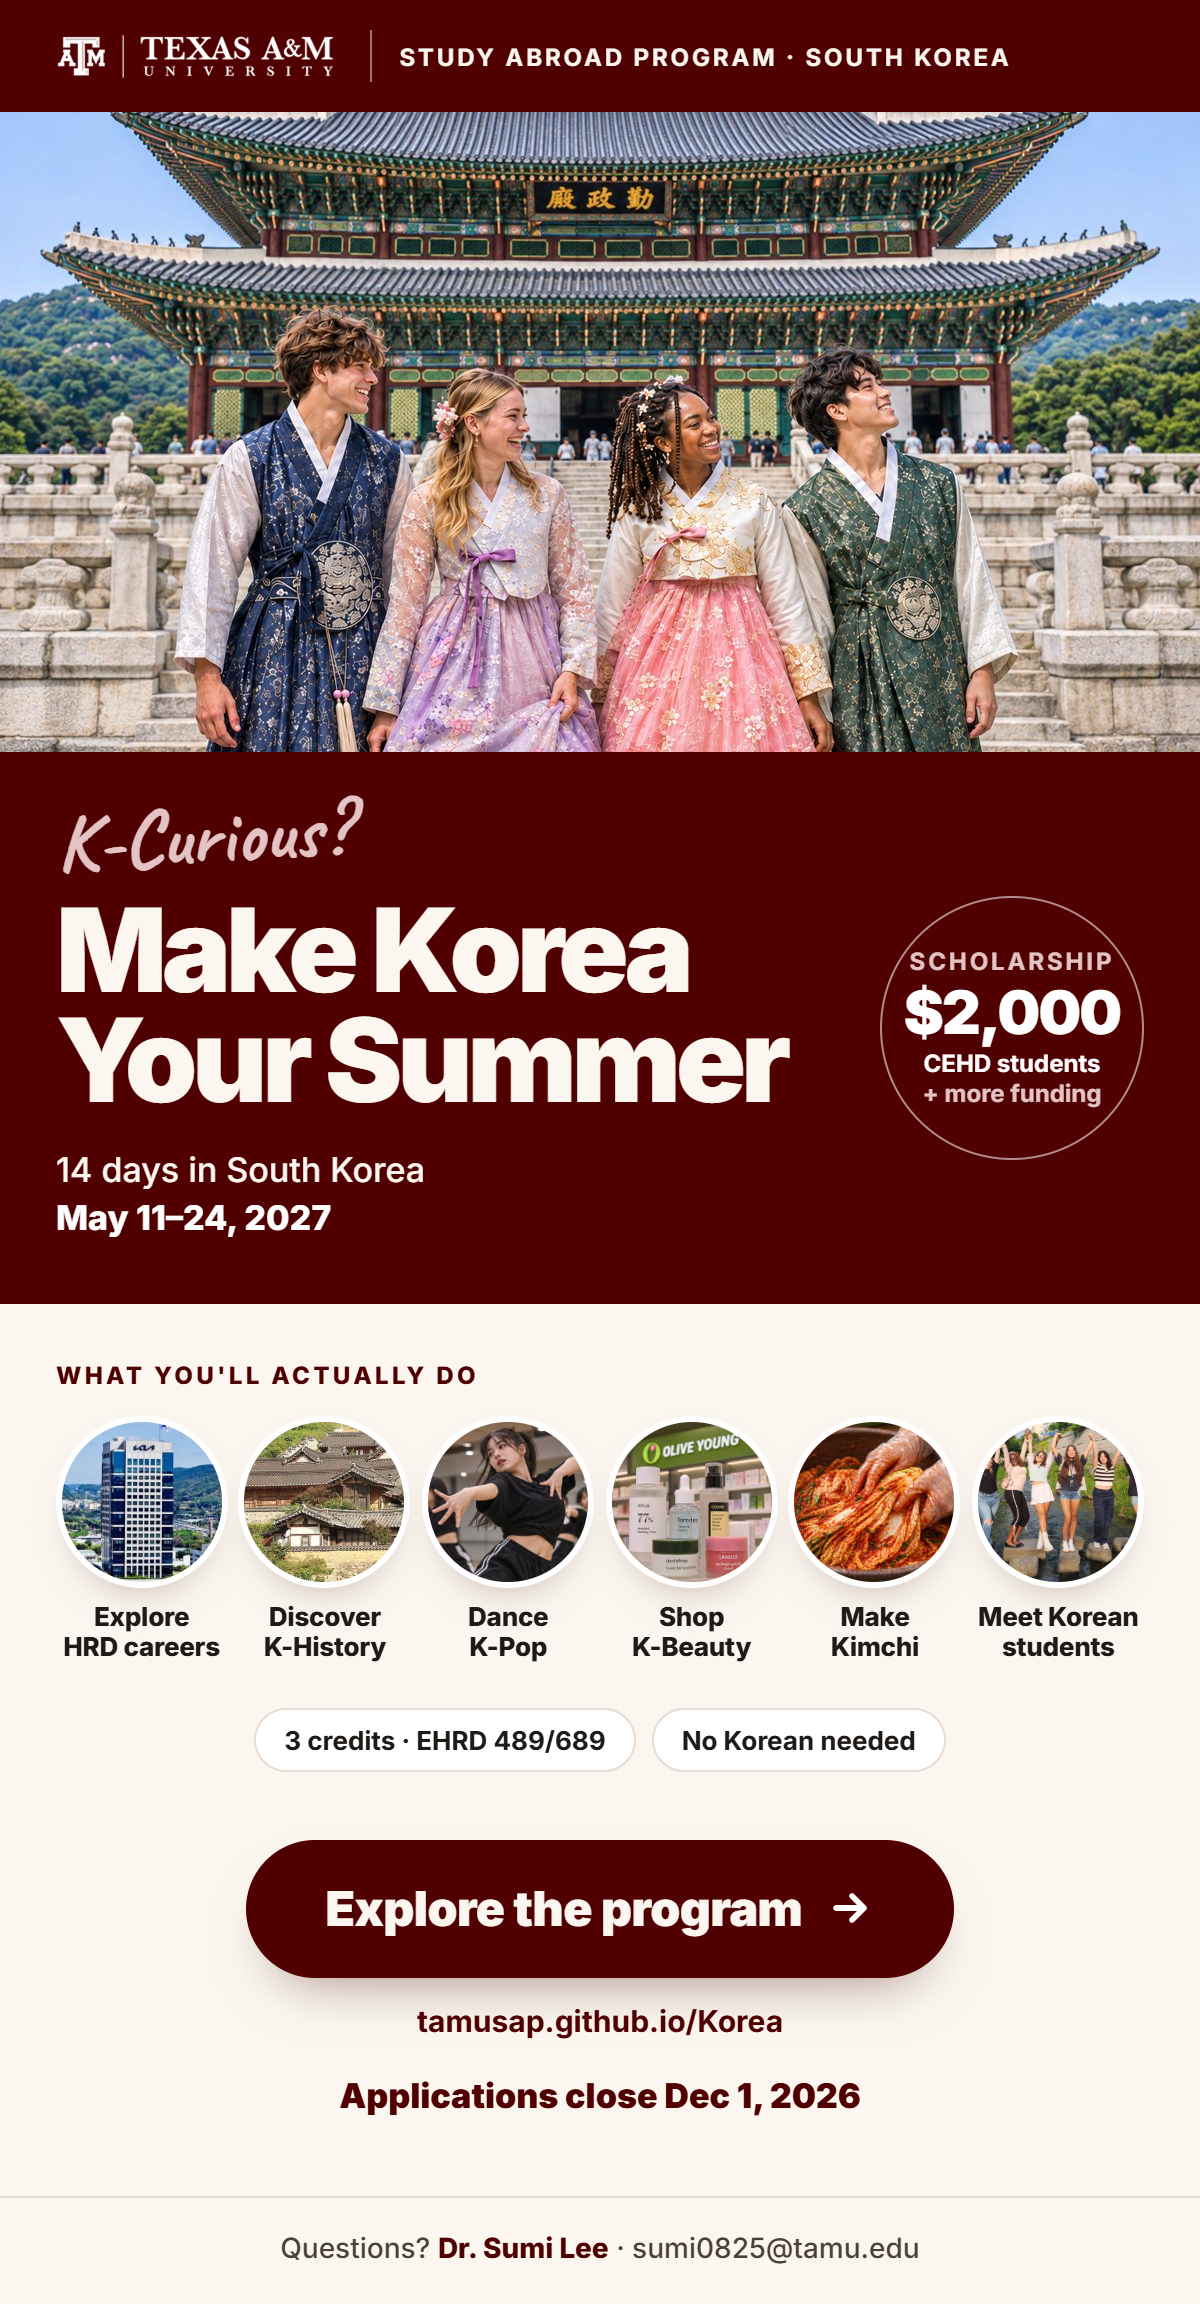 TEXAS A&M
UNIVERSITY
STUDY ABROAD PROGRAM · SOUTH KOREA
殿政勤
K-Curious?
Make Korea
Your Summer
SCHOLARSHIP
$2,000
CEHD students
+ more funding
14 days in South Korea
May 11–24, 2027
WHAT YOU'LL ACTUALLY DO
OLIVE YOUNG
Explore
HRD careers
Discover
K-History
Dance
K-Pop
Shop
K-Beauty
Make
Kimchi
Meet Korean
students
3 credits · EHRD 489/689
No Korean needed
Explore the program →
tamusap.github.io/Korea
Applications close Dec 1, 2026
Questions? Dr. Sumi Lee · sumi0825@tamu.edu